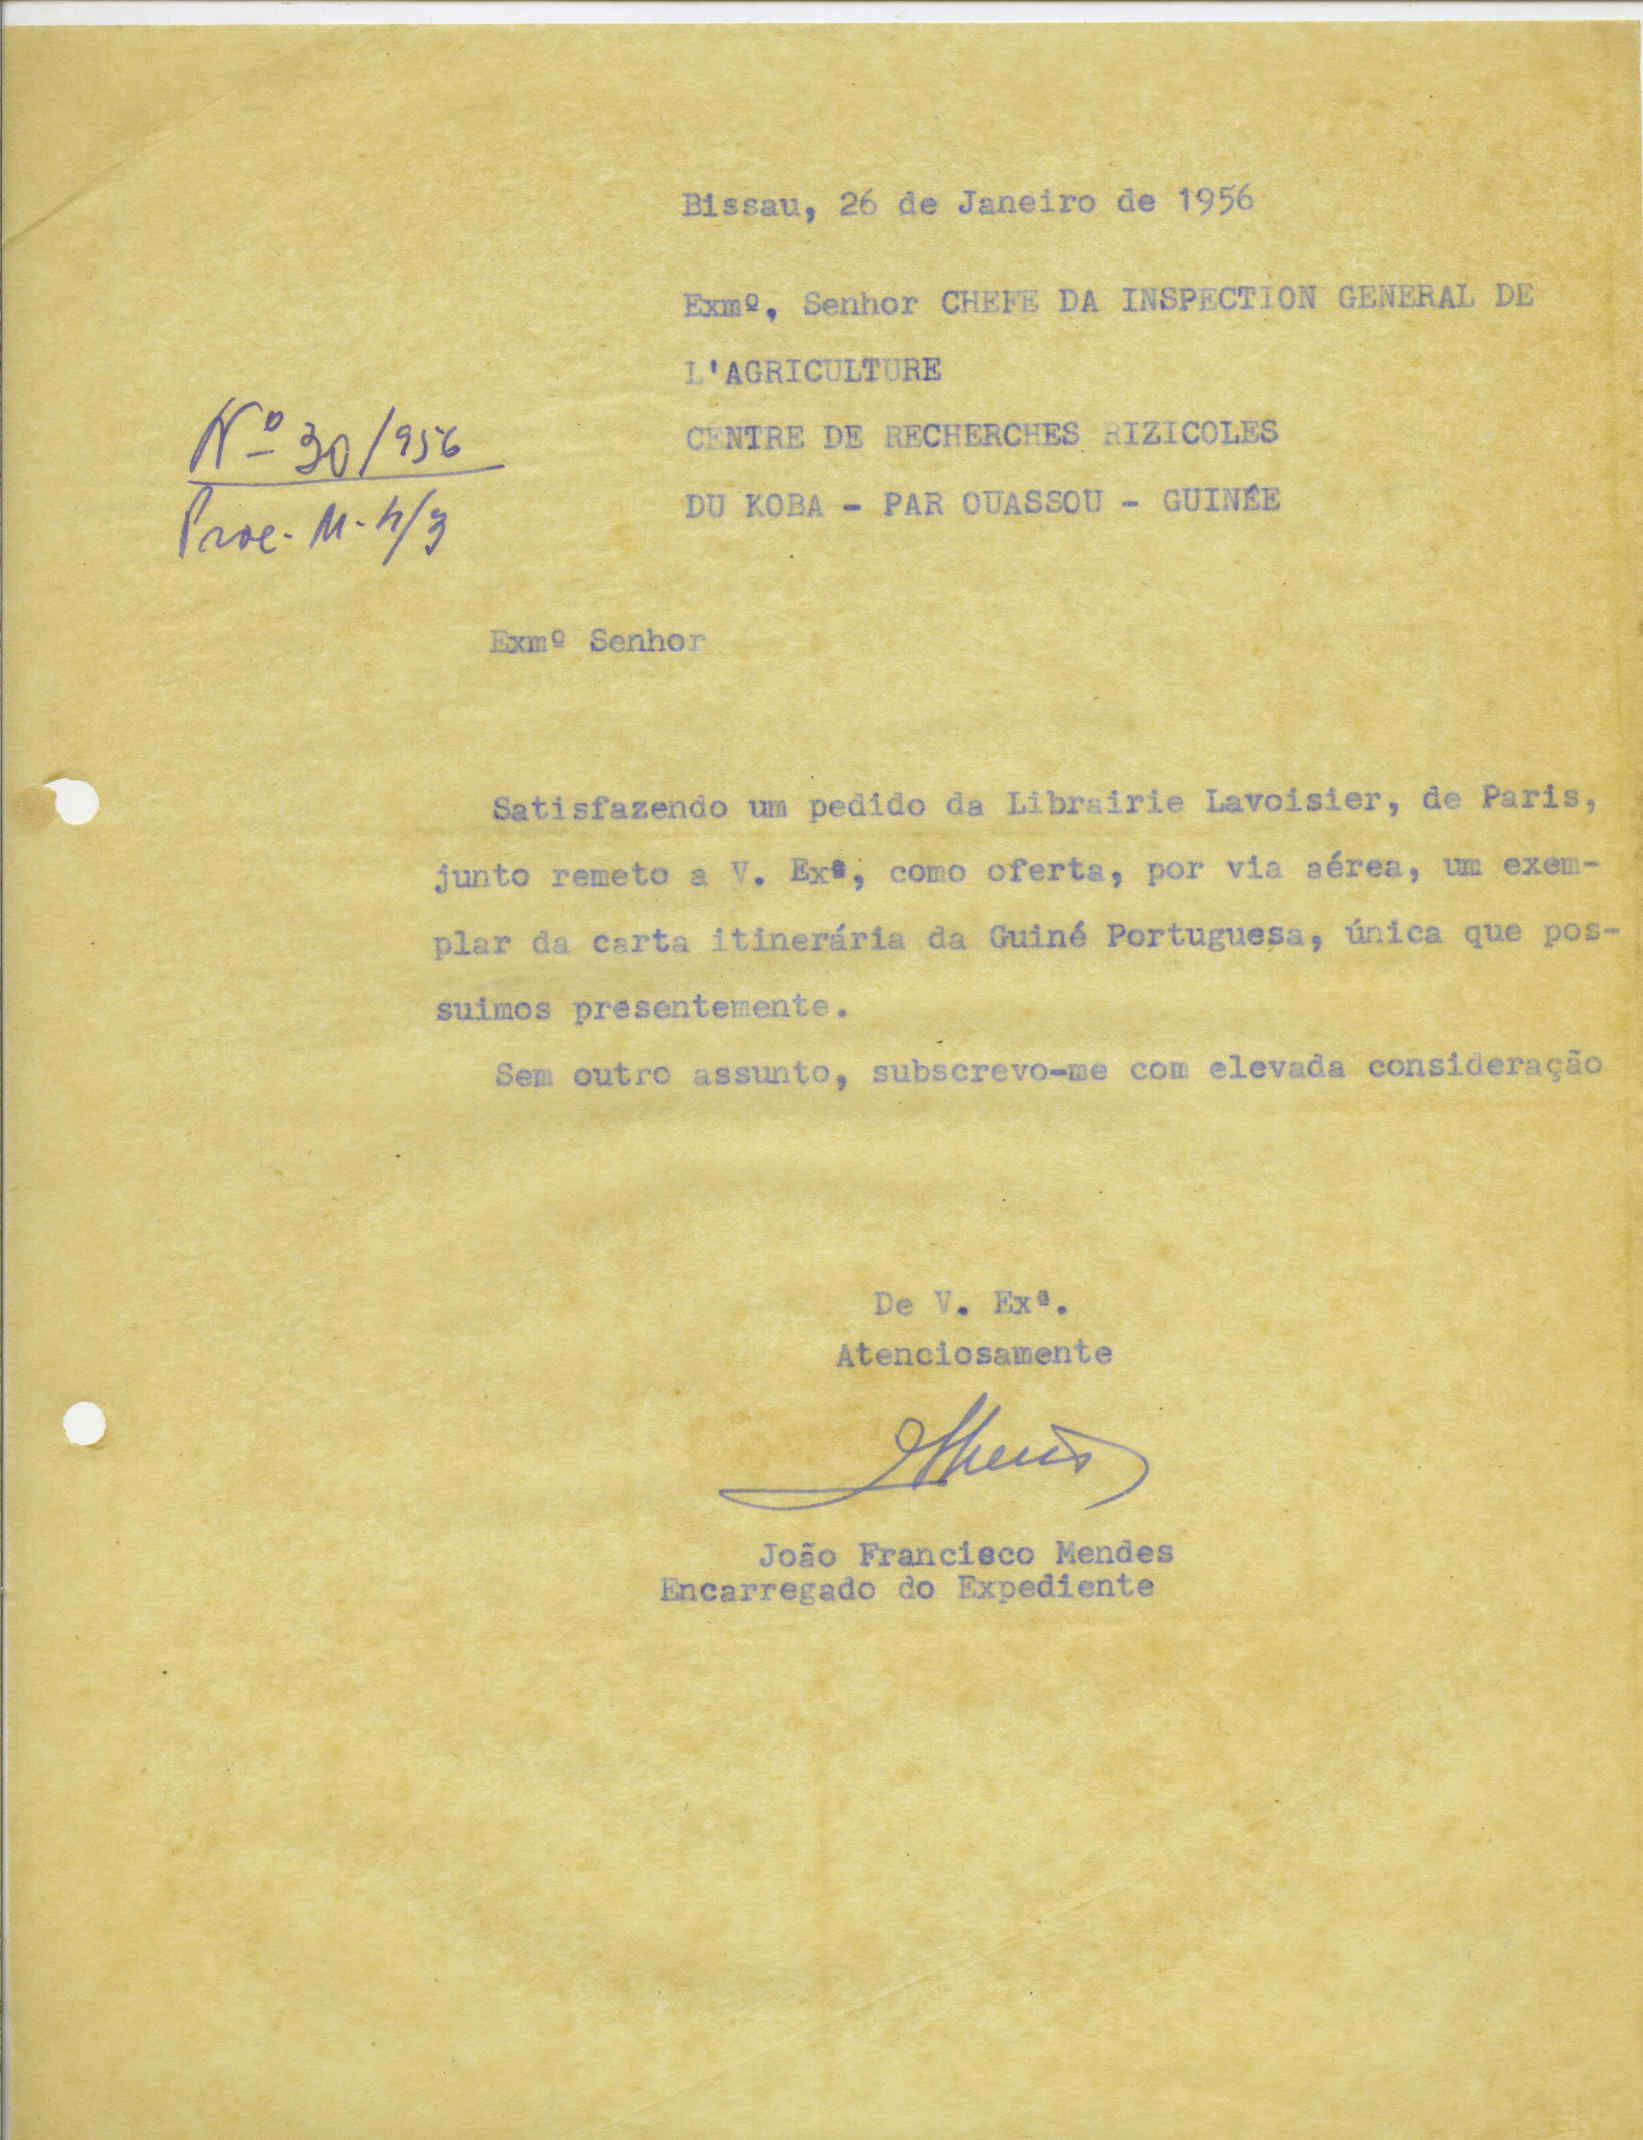 Bissau, 26 de Janeiro de 1956
Exmº, Senhor CHEFE DA INSPECTION GENERAL DE
L'AGRICULTURE
CENTRE DE RECHERCHES RIZICOLES
DU KOBA - PAR OUASSOU - GUINÉE
Nº 30/956
Proc. M-h/3
Exmº Senhor
Satisfazendo um pedido da Librairie Lavoisier, de Paris,
junto remeto a V. Exª, como oferta, por via aérea, um exem-
plar da carta itinerária da Guiné Portuguesa, única que pos-
suimos presentemente.
Sem outro assunto, subscrevo-me com elevada consideração
De V. Exª.
Atenciosamente
João Francisco Mendes
Encarregado do Expediente